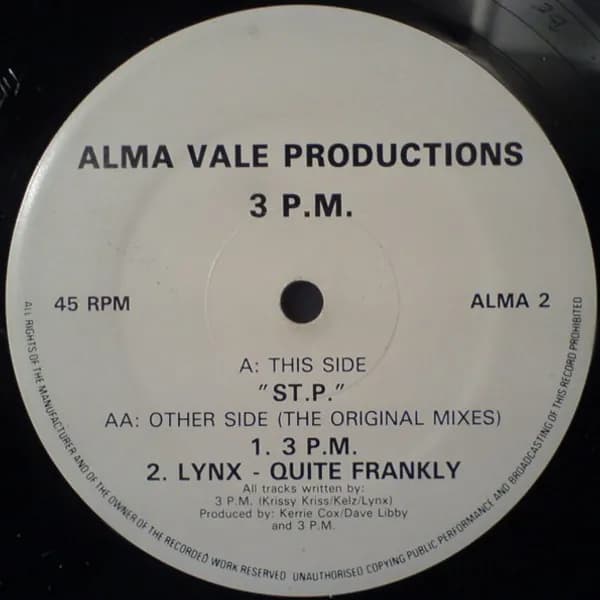 ALMA VALE PRODUCTIONS
3 P.M.
45 RPM
ALMA 2
A: THIS SIDE
"ST.P."
AA: OTHER SIDE (THE ORIGINAL MIXES)
1. 3 P.M.
2. LYNX - QUITE FRANKLY
All tracks written by:
3 P.M. (Krissy Kriss/Kelz/Lynx)
Produced by: Kerrie Cox/Dave Libby
and 3 P.M.
ALL RIGHTS OF THE MANUFACTURER AND OF THE OWNER OF THE RECORDED WORK RESERVED UNAUTHORISED COPYING PUBLIC PERFORMANCE AND BROADCASTING OF THIS RECORD PROHIBITED